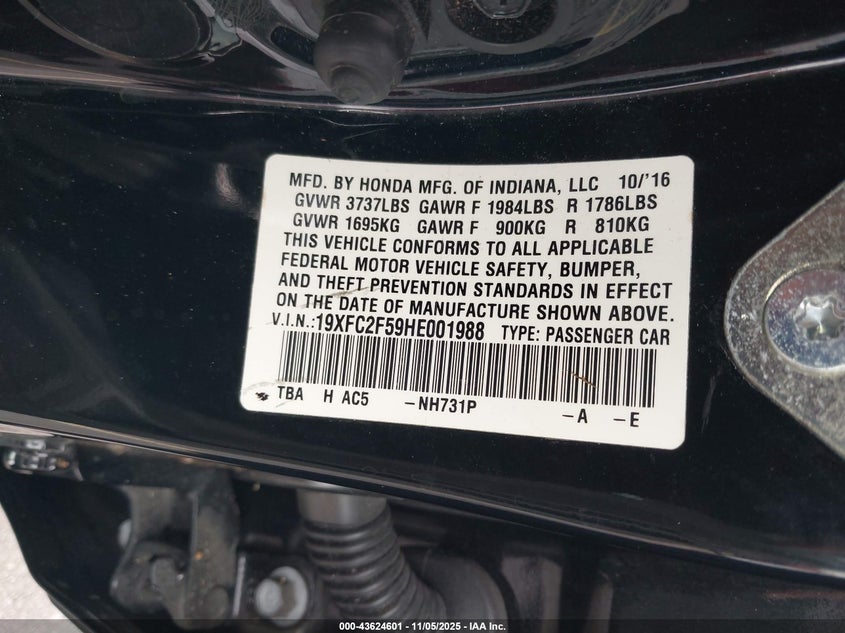 MFD. BY HONDA MFG. OF INDIANA, LLC 10/'16
GVWR 3737LBS GAWR F 1984LBS R 1786LBS
GVWR 1695KG GAWR F 900KG R 810KG
THIS VEHICLE CONFORMS TO ALL APPLICABLE
FEDERAL MOTOR VEHICLE SAFETY, BUMPER,
AND THEFT PREVENTION STANDARDS IN EFFECT
ON THE DATE OF MANUFACTURE SHOWN ABOVE.
V.I.N.:19XFC2F59HE001988 TYPE: PASSENGER CAR
TBA H AC5 -NH731P -A -E
000-43624601 - 11/05/2025 - IAA Inc.